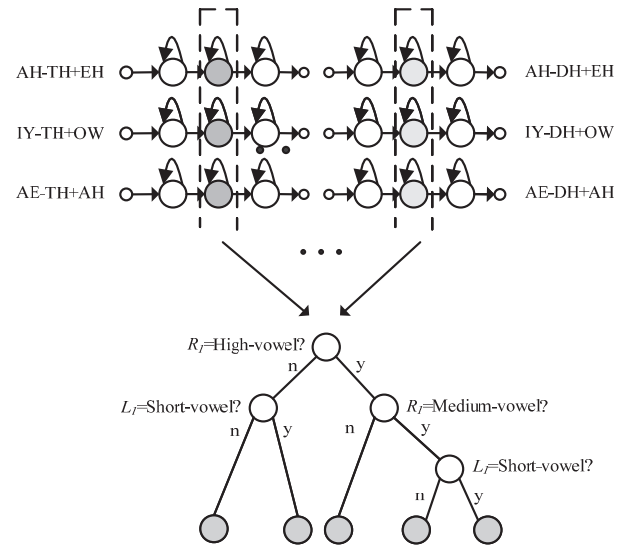 AH-TH+EH AH-DH+EH
IY-TH+OW IY-DH+OW
AE-TH+AH AE-DH+AH
R1=High-vowel?
n y
L1=Short-vowel? R1=Medium-vowel?
n y n y
L1=Short-vowel?
n y